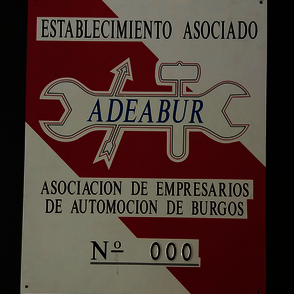 ESTABLECIMIENTO ASOCIADO
ADEABUR
ASOCIACION DE EMPRESARIOS
DE AUTOMOCION DE BURGOS
Nº 000